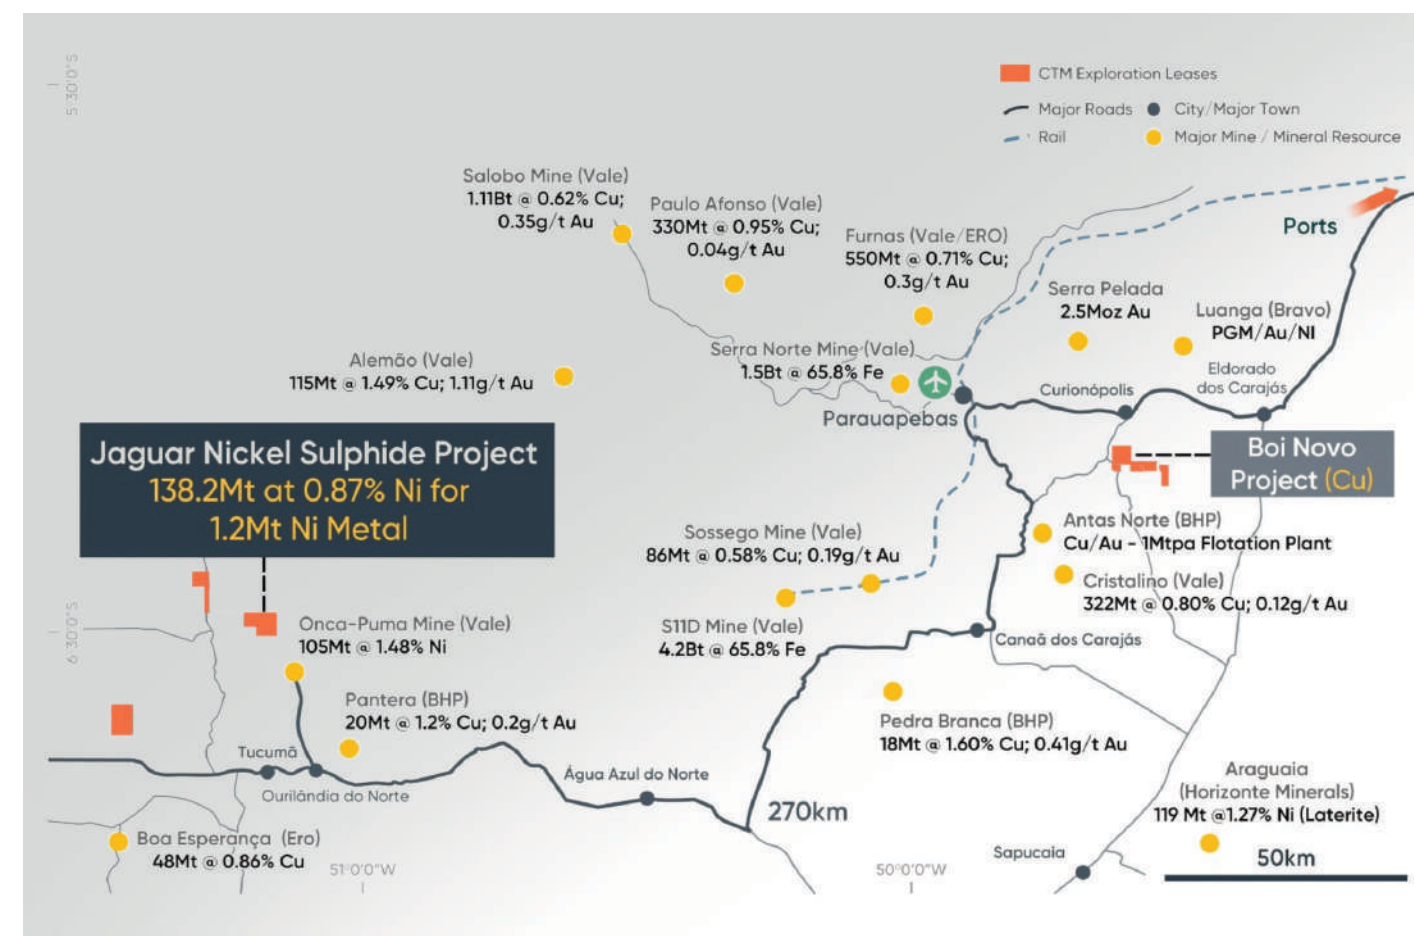 5°30'0"S
CTM Exploration Leases
Major Roads
City/Major Town
Rail
Major Mine / Mineral Resource
Salobo Mine (Vale)
1.11Bt @ 0.62% Cu;
0.35g/t Au
Paulo Afonso (Vale)
330Mt @ 0.95% Cu;
0.04g/t Au
Furnas (Vale/ERO)
550Mt @ 0.71% Cu;
0.3g/t Au
Ports
Serra Pelada
2.5Moz Au
Luanga (Bravo)
PGM/Au/NI
Alemão (Vale)
115Mt @ 1.49% Cu; 1.11g/t Au
Serra Norte Mine (Vale)
1.5Bt @ 65.8% Fe
Parauapebas
Curionópolis
Eldorado
dos Carajás
Jaguar Nickel Sulphide Project
138.2Mt at 0.87% Ni for
1.2Mt Ni Metal
Boi Novo
Project (Cu)
Sossego Mine (Vale)
86Mt @ 0.58% Cu; 0.19g/t Au
Antas Norte (BHP)
Cu/Au - 1Mtpa Flotation Plant
Cristalino (Vale)
322Mt @ 0.80% Cu; 0.12g/t Au
6°30'0"S
Onca-Puma Mine (Vale)
105Mt @ 1.48% Ni
S11D Mine (Vale)
4.2Bt @ 65.8% Fe
Canaã dos Carajás
Pantera (BHP)
20Mt @ 1.2% Cu; 0.2g/t Au
Pedra Branca (BHP)
18Mt @ 1.60% Cu; 0.41g/t Au
Tucumã
Ourilândia do Norte
Água Azul do Norte
270km
Araguaia
(Horizonte Minerals)
119 Mt @1.27% Ni (Laterite)
Boa Esperança (Ero)
48Mt @ 0.86% Cu
51°0'0"W
50°0'0"W
Sapucaia
50km